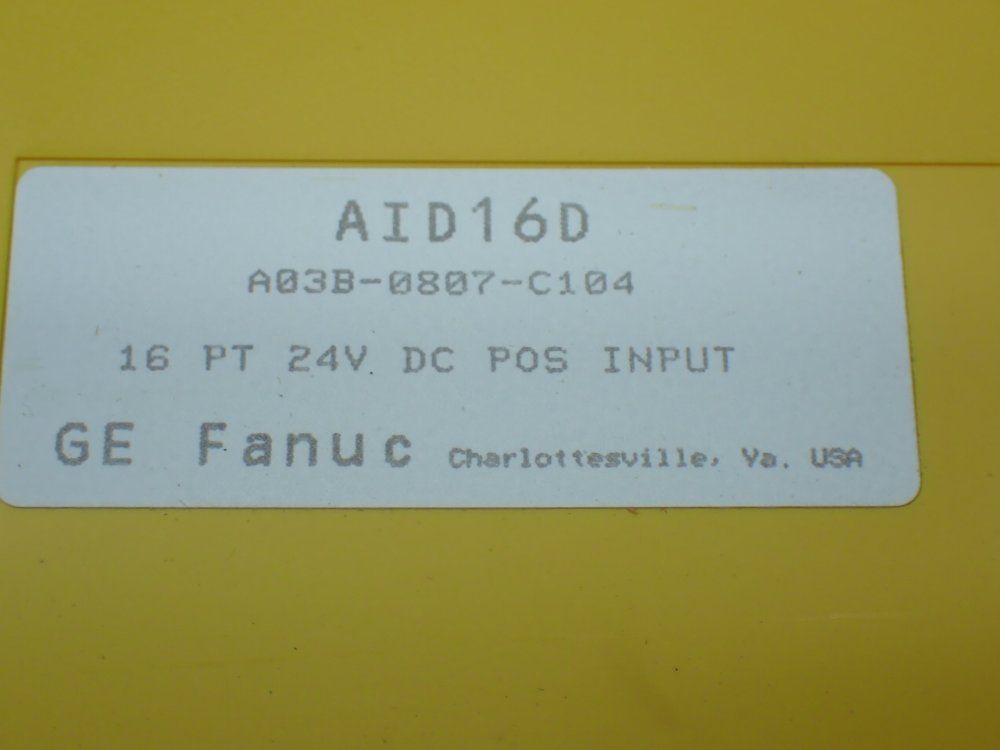 AID16D
A03B-0807-C104
16 PT 24V DC POS INPUT
GE Fanuc Charlottesville, Va. USA